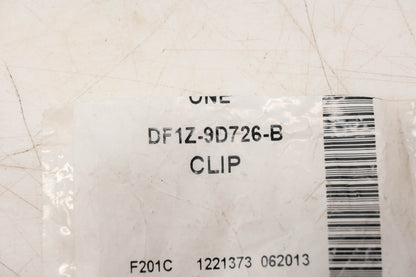 ONE
DF1Z-9D726-B
CLIP
F201C 1221373 062013